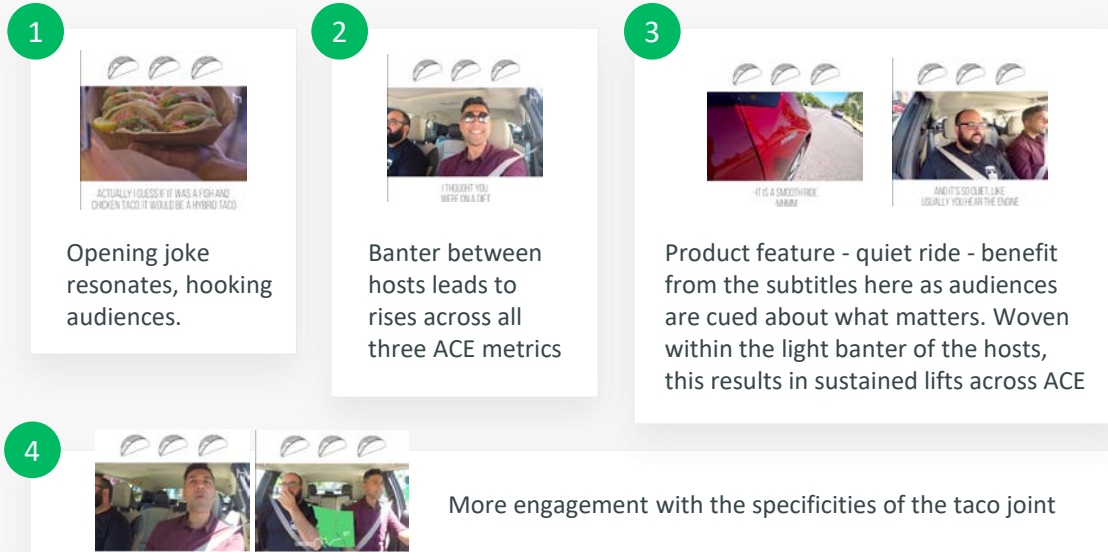 1
2
3
ACTUALLY I GUESS IF IT WAS A FISH AND
CHICKEN TACO, IT WOULD BE A HYBRID TACO
I THOUGHT YOU
WERE ON A DIET
-IT IS A SMOOTH RIDE.
-MHMM
AND IT'S SO QUIET, LIKE
USUALLY YOU HEAR THE ENGINE
Opening joke
resonates, hooking
audiences.
Banter between
hosts leads to
rises across all
three ACE metrics
Product feature - quiet ride - benefit
from the subtitles here as audiences
are cued about what matters. Woven
within the light banter of the hosts,
this results in sustained lifts across ACE
4
More engagement with the specificities of the taco joint